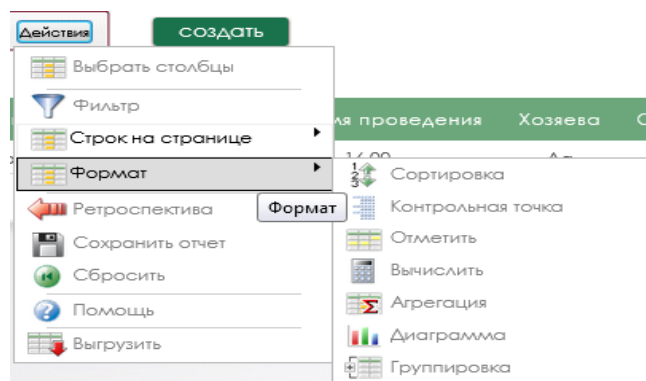 Действия
создать
Выбрать столбцы
Фильтр
Строк на странице
Формат
Ретроспектива
Сохранить отчет
Сбросить
Помощь
Выгрузить
Формат
проведения Хозяева
Сортировка
Контрольная точка
Отметить
Вычислить
Агрегация
Диаграмма
Группировка